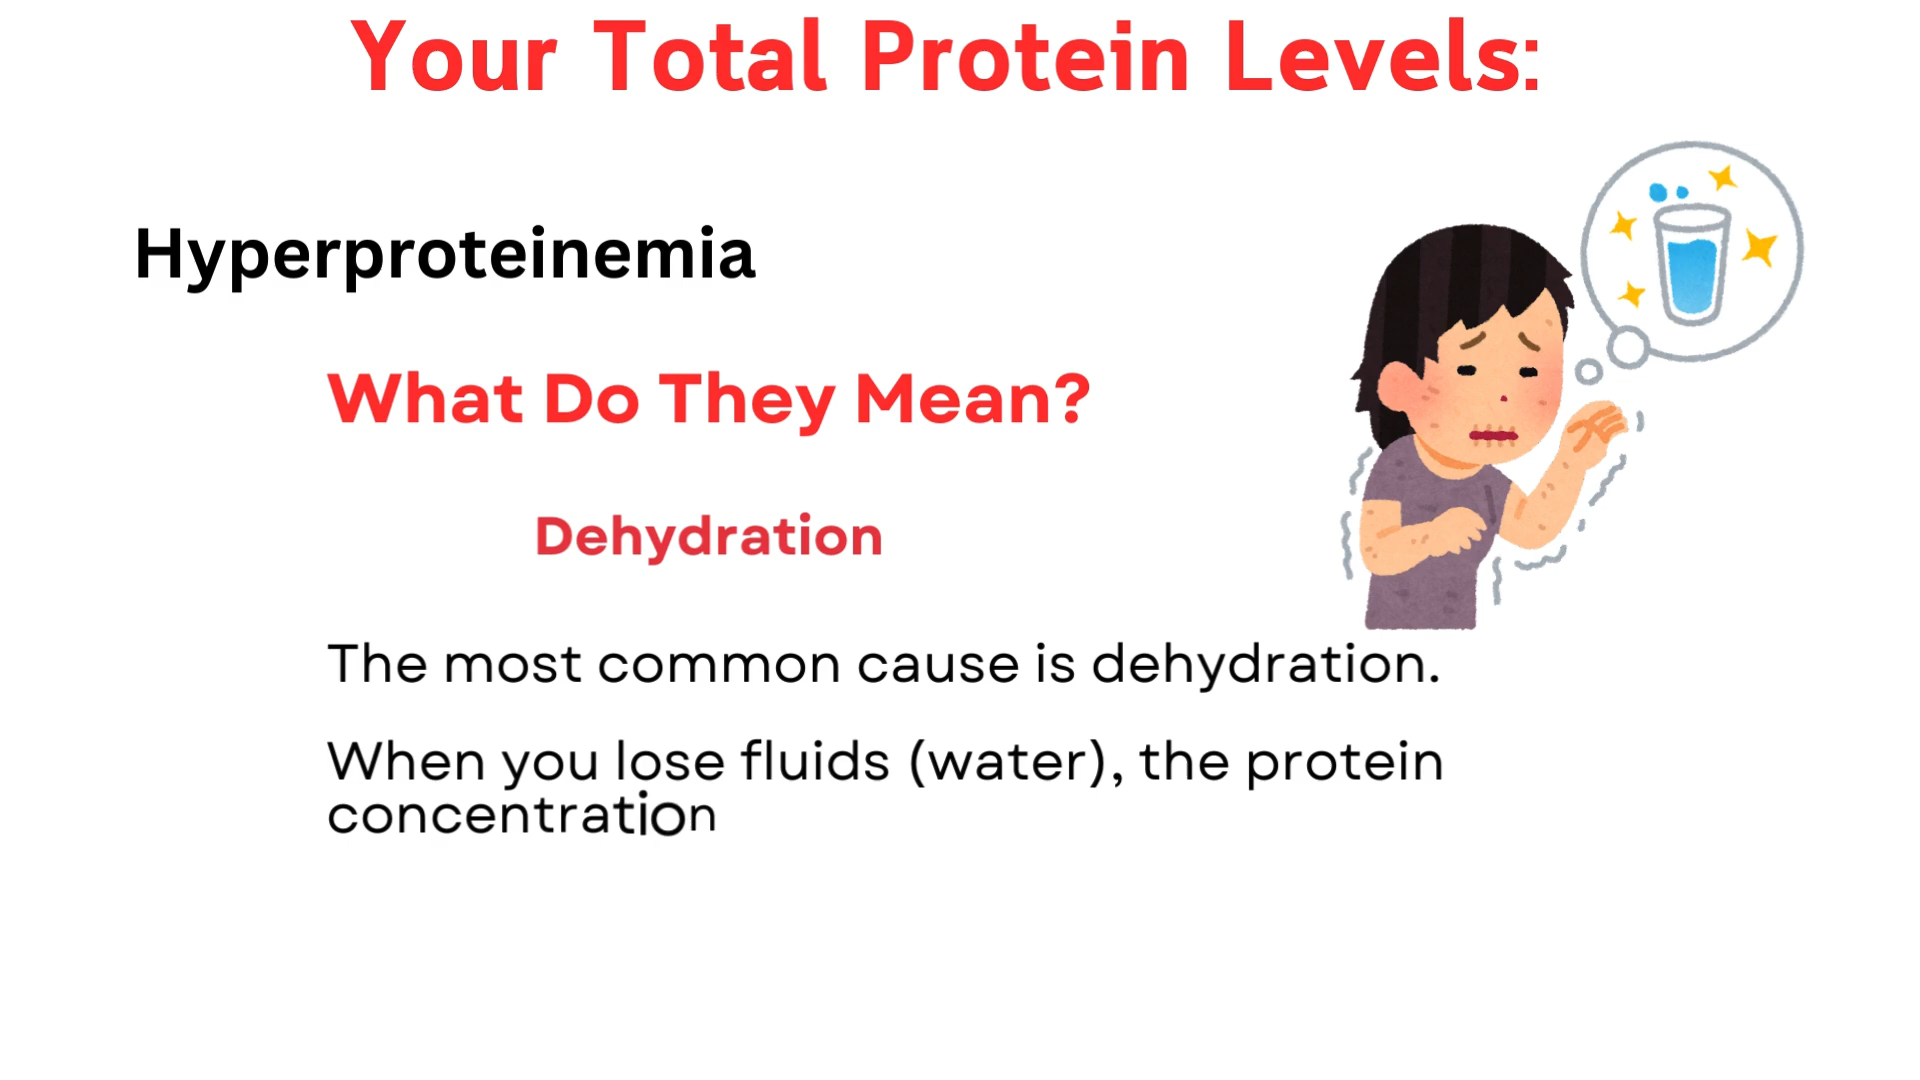 Your Total Protein Levels:
Hyperproteinemia
What Do They Mean?
Dehydration
The most common cause is dehydration.
When you lose fluids (water), the protein
concentration